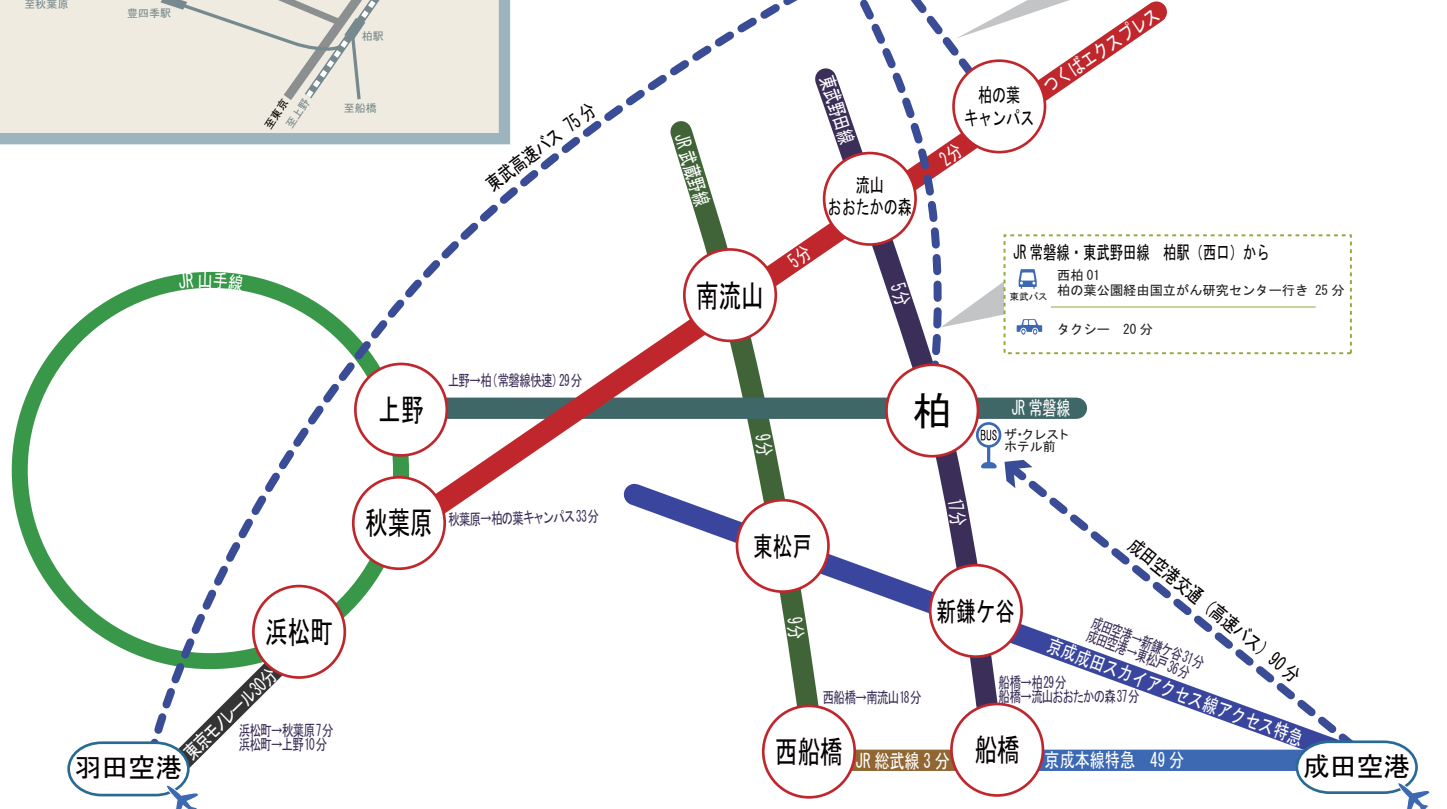 至秋葉原
豊四季駅
柏駅
至東京
至上野
至船橋
東武高速バス 75分
つくばエクスプレス
柏の葉
キャンパス
2分
東武野田線
流山
おおたかの森
JR 武蔵野線
5分
南流山
5分
JR 常磐線・東武野田線　柏駅（西口）から
東武バス
西柏 01
柏の葉公園経由国立がん研究センター行き 25 分
タクシー　20 分
JR 山手線
上野
上野→柏（常磐線快速）29分
柏
JR 常磐線
BUS
ザ・クレスト
ホテル前
9分
秋葉原
秋葉原→柏の葉キャンパス33分
17分
東松戸
成田空港交通（高速バス）90分
浜松町
9分
新鎌ケ谷
成田空港→新鎌ケ谷31分
成田空港→東松戸36分
京成成田スカイアクセス線アクセス特急
東京モノレール30分
浜松町→秋葉原7分
浜松町→上野10分
西船橋→南流山18分
船橋→柏29分
船橋→流山おおたかの森37分
羽田空港
西船橋
JR 総武線 3 分
船橋
京成本線特急　49 分
成田空港